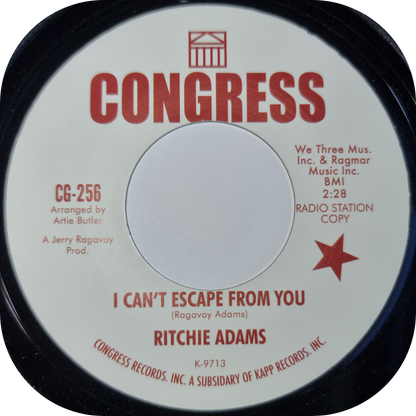 CONGRESS
We Three Mus.
Inc. & Ragmar
Music Inc.
BMI
2:28
RADIO STATION
COPY
CG-256
Arranged by
Artie Butler
A Jerry Ragavoy
Prod.
I CAN'T ESCAPE FROM YOU
(Ragavoy Adams)
RITCHIE ADAMS
K-9713
CONGRESS RECORDS, INC. A SUBSIDARY OF KAPP RECORDS, INC.